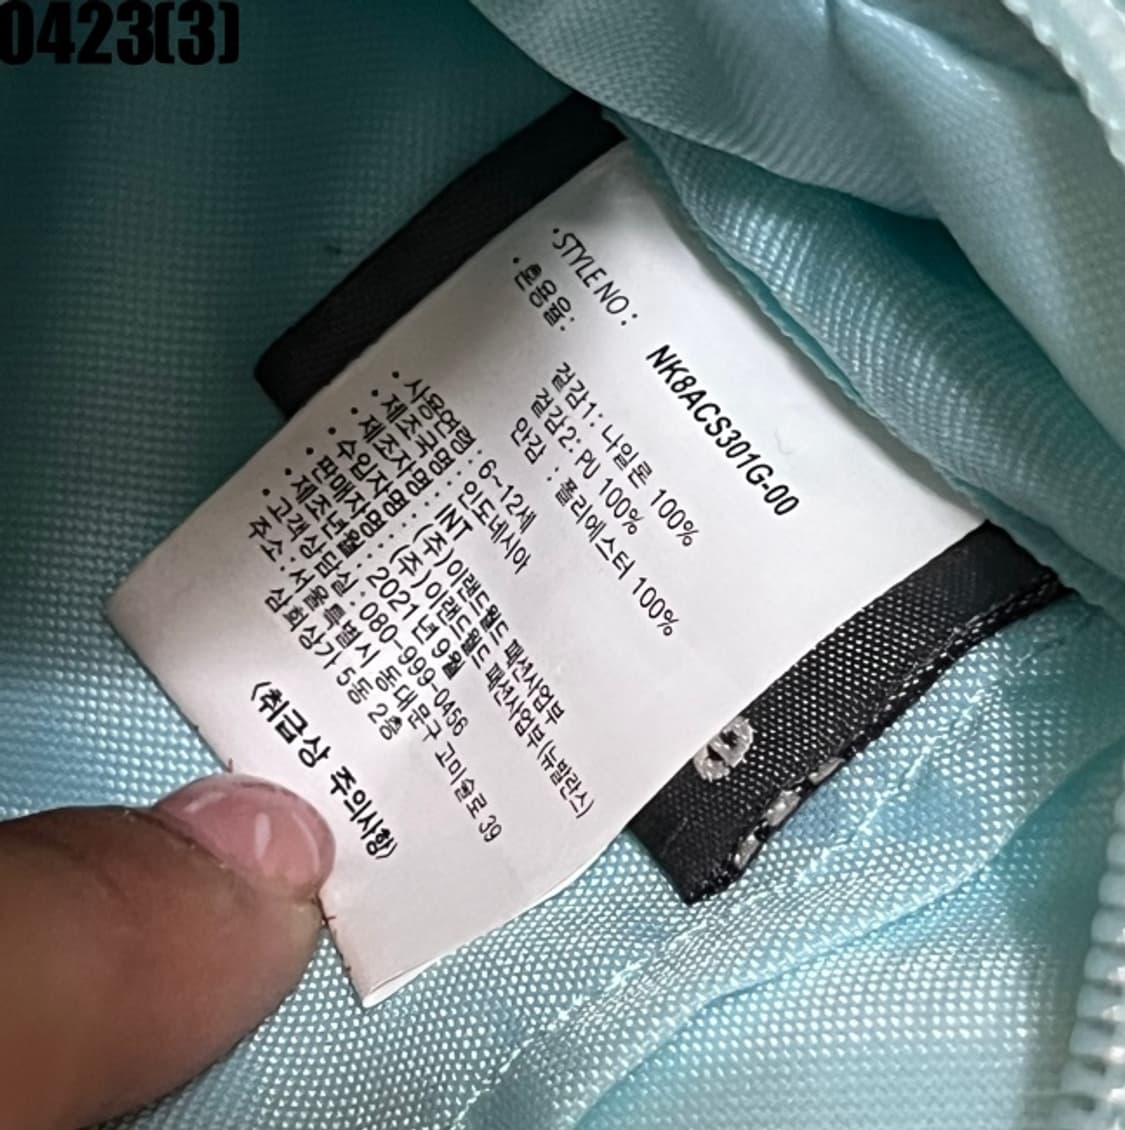 0423(3)
· STYLE NO : NK8ACS301G-00
· 혼용율:
겉감1: 나일론 100%
겉감2: PU 100%
안감 : 폴리에스터 100%
· 사용연령 : 6~12세
· 제조국명 : 인도네시아
· 제조자명 : INT
· 수입자명 : (주)이랜드월드 패션사업부
· 판매자명 : (주)이랜드월드 패션사업부(뉴발란스)
· 제조년월 : 2021년 9월
· 고객상담실 : 080-999-0456
주소 : 서울특별시 동대문구 고미술로 39
삼희상가 5동 2층
(취급상 주의사항)